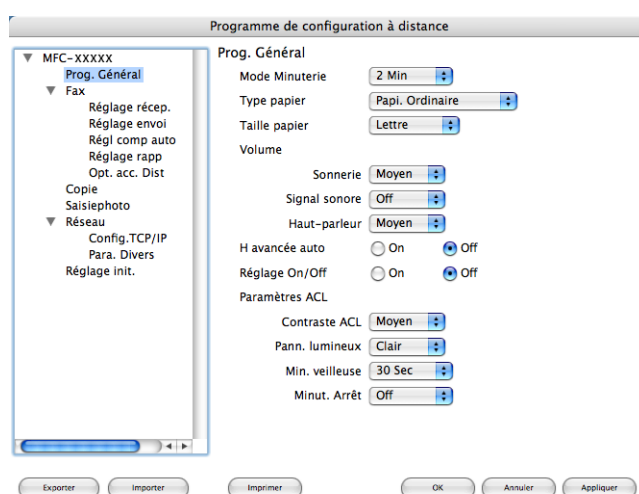 Programme de configuration à distance
MFC-XXXXX
Prog. Général
Fax
Réglage récep.
Réglage envoi
Régl comp auto
Réglage rapp
Opt. acc. Dist
Copie
Saisiephoto
Réseau
Config.TCP/IP
Para. Divers
Réglage init.
Prog. Général
Mode Minuterie 2 Min
Type papier Papi. Ordinaire
Taille papier Lettre
Volume
Sonnerie Moyen
Signal sonore Off
Haut-parleur Moyen
H avancée auto On Off
Réglage On/Off On Off
Paramètres ACL
Contraste ACL Moyen
Pann. lumineux Clair
Min. veilleuse 30 Sec
Minut. Arrêt Off
Exporter Importer Imprimer OK Annuler Appliquer